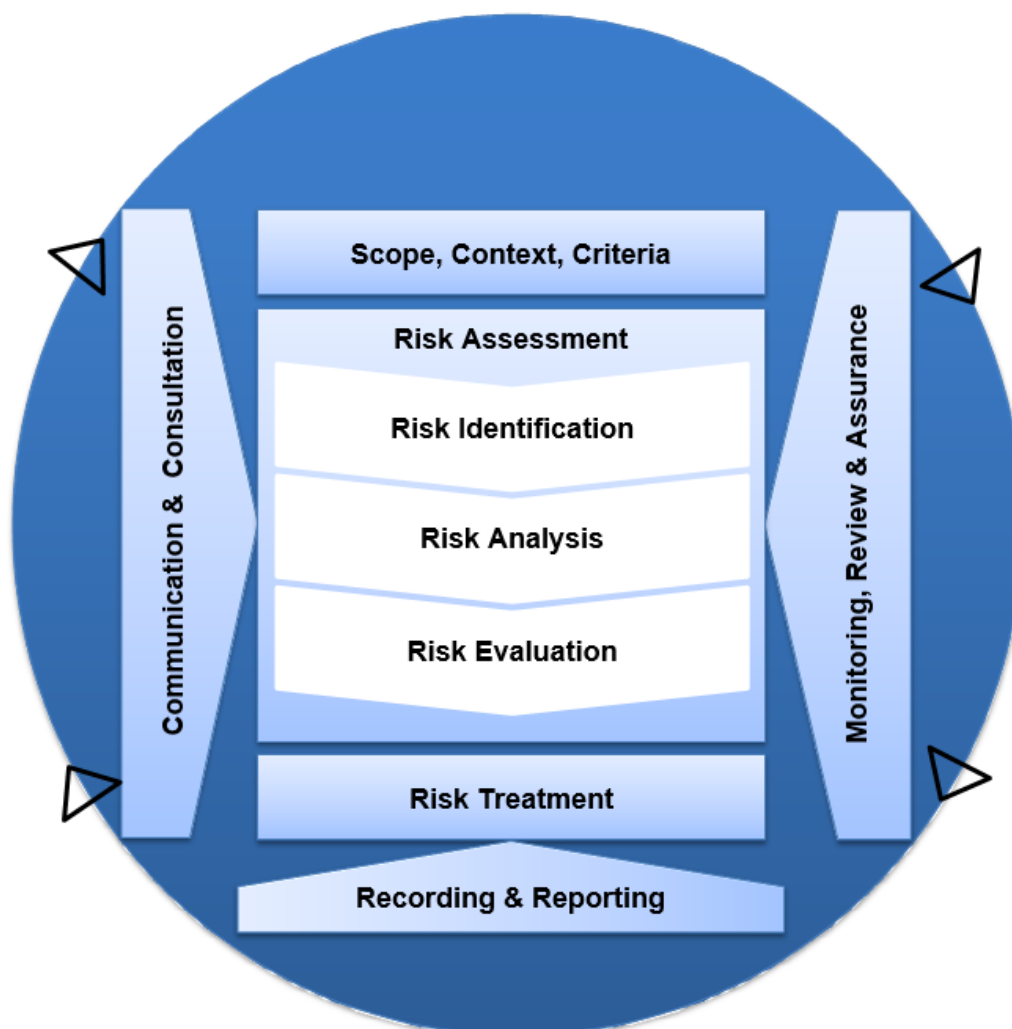 Scope, Context, Criteria
Risk Assessment
Risk Identification
Risk Analysis
Risk Evaluation
Risk Treatment
Recording & Reporting
Communication & Consultation
Monitoring, Review & Assurance